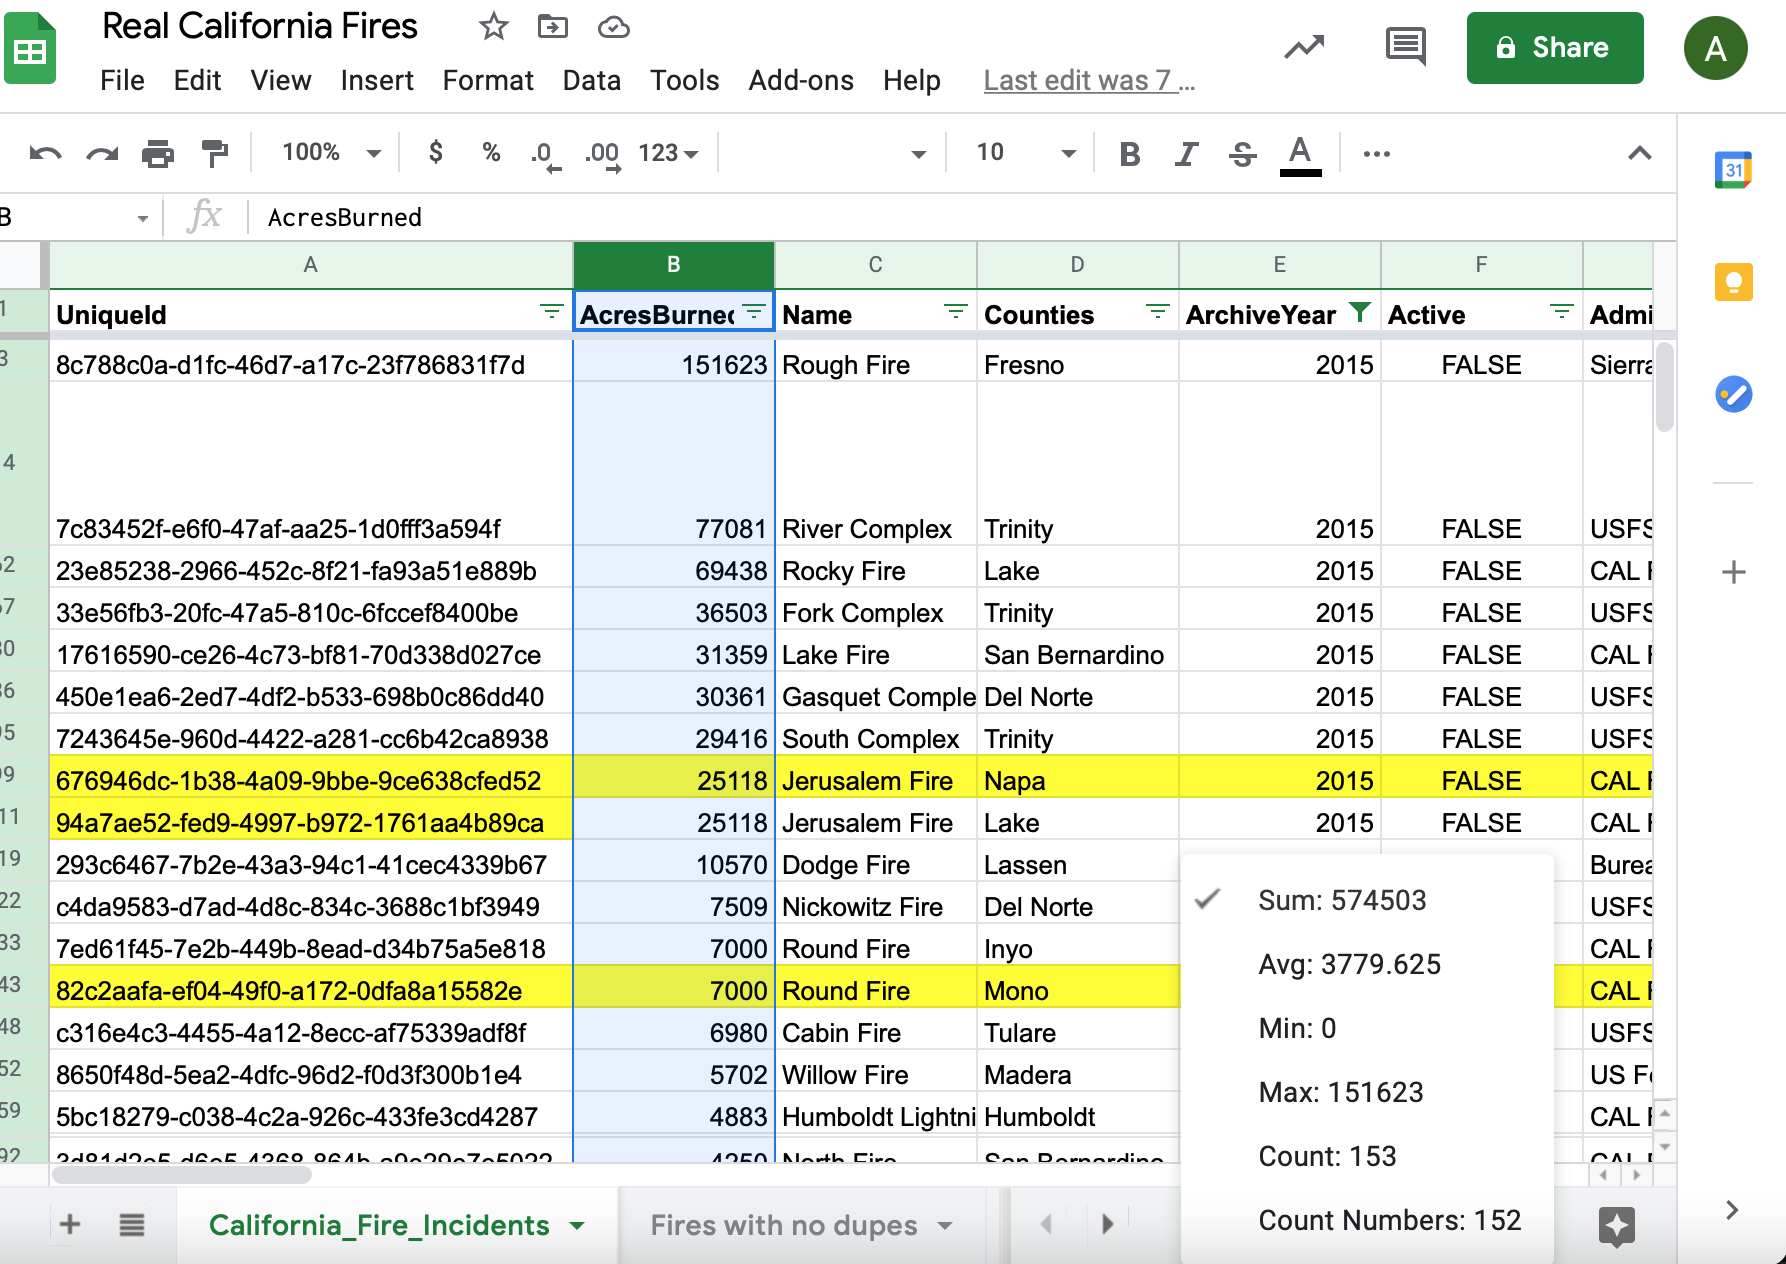 Real California Fires
File Edit View Insert Format Data Tools Add-ons Help Last edit was 7 ...
Share
A
100% $ % .0 .00 123 10 B I S A
31
B fx AcresBurned
A B C D E F
1 UniqueId AcresBurned Name Counties ArchiveYear Active Admi
3 8c788c0a-d1fc-46d7-a17c-23f786831f7d 151623 Rough Fire Fresno 2015 FALSE Sierra
4 7c83452f-e6f0-47af-aa25-1d0fff3a594f 77081 River Complex Trinity 2015 FALSE USFS
62 23e85238-2966-452c-8f21-fa93a51e889b 69438 Rocky Fire Lake 2015 FALSE CAL F
67 33e56fb3-20fc-47a5-810c-6fccef8400be 36503 Fork Complex Trinity 2015 FALSE USFS
80 17616590-ce26-4c73-bf81-70d338d027ce 31359 Lake Fire San Bernardino 2015 FALSE CAL F
86 450e1ea6-2ed7-4df2-b533-698b0c86dd40 30361 Gasquet Comple Del Norte 2015 FALSE USFS
95 7243645e-960d-4422-a281-cc6b42ca8938 29416 South Complex Trinity 2015 FALSE USFS
99 676946dc-1b38-4a09-9bbe-9ce638cfed52 25118 Jerusalem Fire Napa 2015 FALSE CAL F
11 94a7ae52-fed9-4997-b972-1761aa4b89ca 25118 Jerusalem Fire Lake 2015 FALSE CAL F
19 293c6467-7b2e-43a3-94c1-41cec4339b67 10570 Dodge Fire Lassen Burea
22 c4da9583-d7ad-4d8c-834c-3688c1bf3949 7509 Nickowitz Fire Del Norte USFS
33 7ed61f45-7e2b-449b-8ead-d34b75a5e818 7000 Round Fire Inyo CAL F
43 82c2aafa-ef04-49f0-a172-0dfa8a15582e 7000 Round Fire Mono CAL F
48 c316e4c3-4455-4a12-8ecc-af75339adf8f 6980 Cabin Fire Tulare USFS
52 8650f48d-5ea2-4dfc-96d2-f0d3f300b1e4 5702 Willow Fire Madera US Fo
59 5bc18279-c038-4c2a-926c-433fe3cd4287 4883 Humboldt Lightni Humboldt CAL F
92 4250 North Fire San Bernardino CAL F
Sum: 574503
Avg: 3779.625
Min: 0
Max: 151623
Count: 153
Count Numbers: 152
California_Fire_Incidents Fires with no dupes